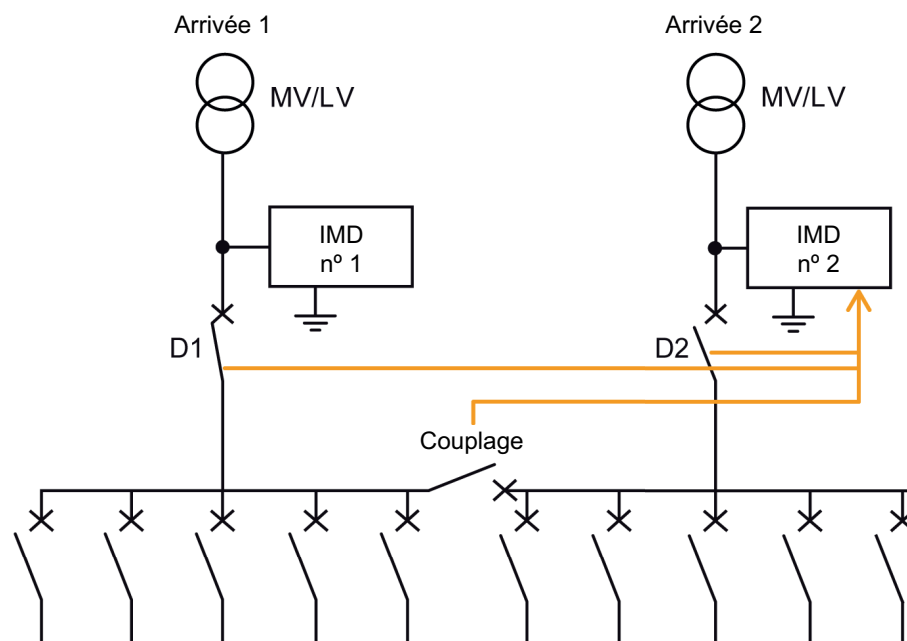 Arrivée 1
Arrivée 2
MV/LV
MV/LV
IMD
nº 1
IMD
nº 2
D1
D2
Couplage